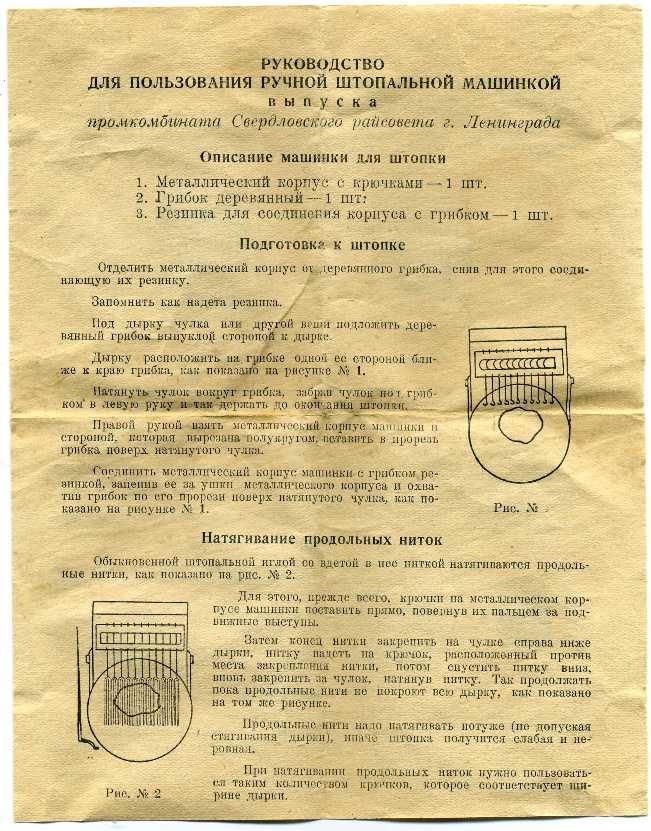 РУКОВОДСТВО
ДЛЯ ПОЛЬЗОВАНИЯ РУЧНОЙ ШТОПАЛЬНОЙ МАШИНКОЙ
выпуска
промкомбината Свердловского райсовета г. Ленинграда
Описание машинки для штопки
1. Металлический корпус с крючками — 1 шт.
2. Грибок деревянный — 1 шт.
3. Резинка для соединения корпуса с грибком — 1 шт.
Подготовка к штопке
Отделить металлический корпус от деревянного грибка, сняв для этого соеди-
няющую их резинку.
Запомнить как надета резинка.
Под дырку чулка или другой вещи подложить дере-
вянный грибок выпуклой стороной к дырке.
Дырку расположить на грибке одной ее стороной бли-
же к краю грибка, как показано на рисунке № 1.
Натянуть чулок вокруг грибка, забрав чулок под гриб-
ком в левую руку и так держать до окончания штопки.
Правой рукой взять металлический корпус машинки и
стороной, которая вырезана полукругом, вставить в прорезь
грибка поверх натянутого чулка.
Соединить металлический корпус машинки с грибком ре-
зинкой, зацепив ее за ушки металлического корпуса и охва-
тив грибок по его прорези поверх натянутого чулка, как по-
казано на рисунке № 1.
Рис. №
Натягивание продольных ниток
Обыкновенной штопальной иглой со вдетой в нее ниткой натягиваются продоль-
ные нитки, как показано на рис. № 2.
Для этого, прежде всего, крючки на металлическом кор-
пусе машинки поставить прямо, повернув их пальцем за под-
вижные выступы.
Затем конец нитки закрепить на чулке справа ниже
дырки, нитку надеть на крючок, расположенный против
места закрепления нитки, потом спустить нитку вниз,
вновь закрепить за чулок, натянув нитку. Так продолжать
пока продольные нити не покроют всю дырку, как показано
на том же рисунке.
Продольные нити надо натягивать потуже (не допуская
стягивания дырки), иначе штопка получится слабая и не-
ровная.
При натягивании продольных ниток нужно пользовать-
ся таким количеством крючков, которое соответствует ши-
рине дырки.
Рис. № 2